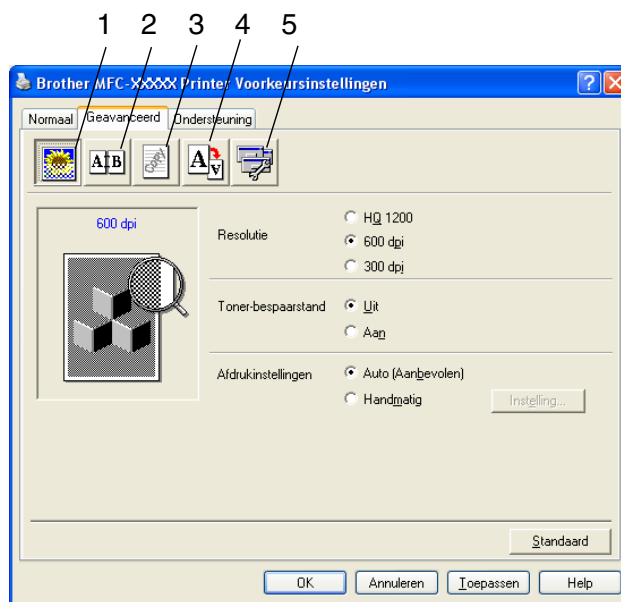 1 2 3 4 5
Brother MFC-XXXXX Printer Voorkeursinstellingen
Normaal Geavanceerd Ondersteuning
A B Copy A A
600 dpi
Resolutie
HQ 1200
600 dpi
300 dpi
Toner-bespaarstand
Uit
Aan
Afdrukinstellingen
Auto (Aanbevolen)
Handmatig
Instelling...
Standaard
OK Annuleren Toepassen Help